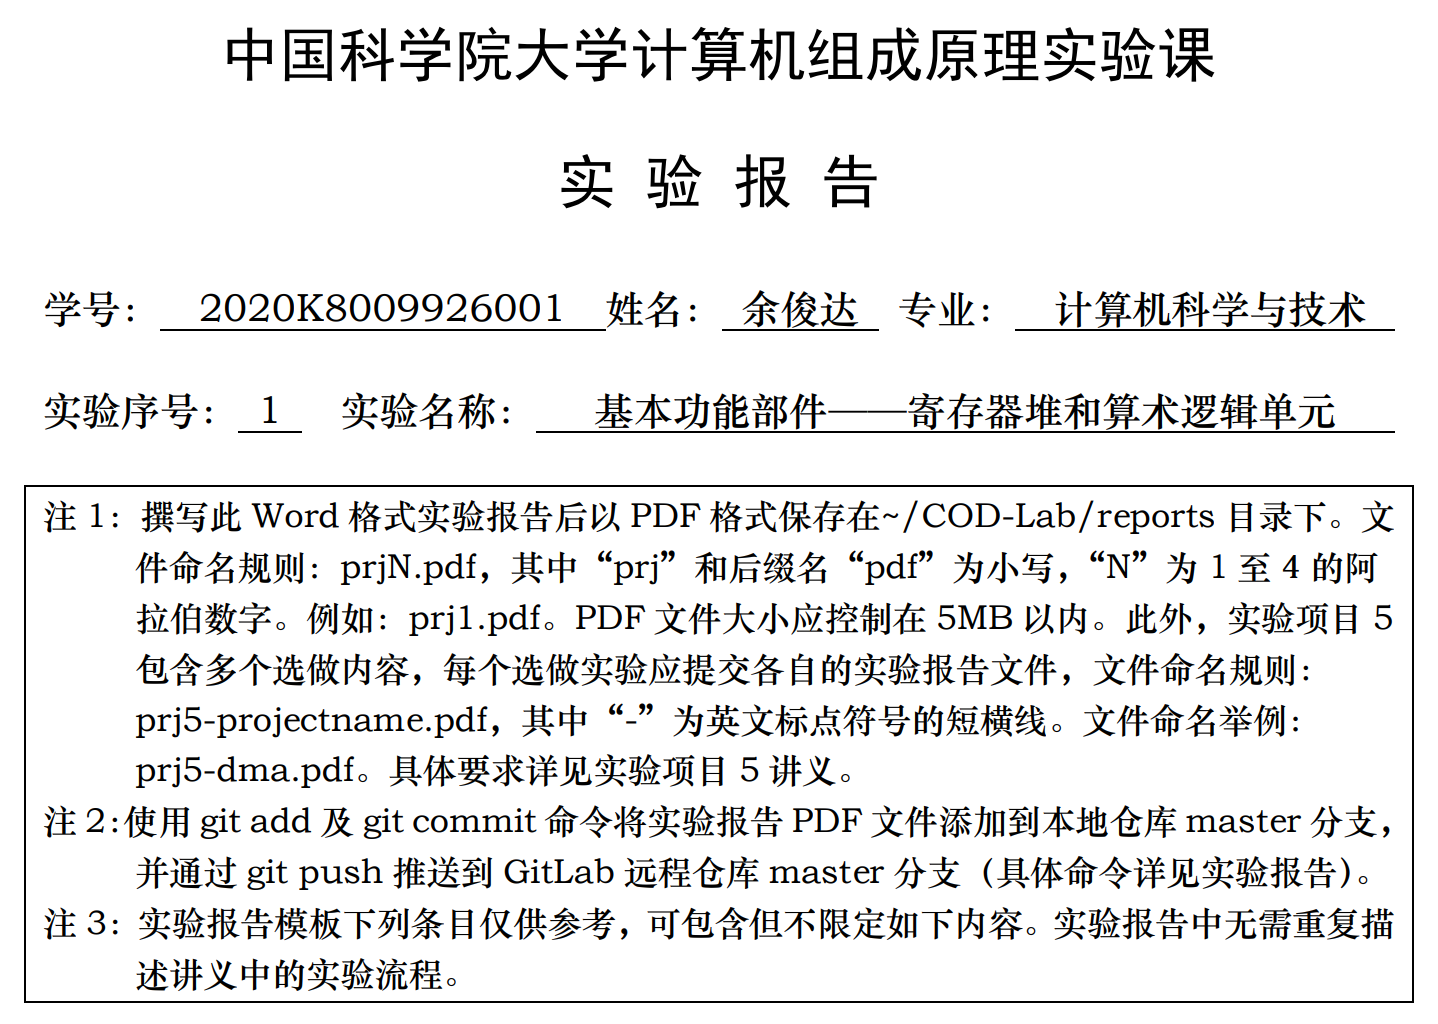 中国科学院大学计算机组成原理实验课
实 验 报 告
学号： 2020K8009926001 姓名： 余俊达 专业： 计算机科学与技术
实验序号： 1 实验名称： 基本功能部件——寄存器堆和算术逻辑单元
注 1：撰写此 Word 格式实验报告后以 PDF 格式保存在~/COD-Lab/reports 目录下。文
件命名规则：prjN.pdf，其中“prj”和后缀名“pdf”为小写，“N”为 1 至 4 的阿
拉伯数字。例如：prj1.pdf。PDF 文件大小应控制在 5MB 以内。此外，实验项目 5
包含多个选做内容，每个选做实验应提交各自的实验报告文件，文件命名规则：
prj5-projectname.pdf，其中“-”为英文标点符号的短横线。文件命名举例：
prj5-dma.pdf。具体要求详见实验项目 5 讲义。
注 2：使用 git add 及 git commit 命令将实验报告 PDF 文件添加到本地仓库 master 分支，
并通过 git push 推送到 GitLab 远程仓库 master 分支（具体命令详见实验报告）。
注 3：实验报告模板下列条目仅供参考，可包含但不限定如下内容。实验报告中无需重复描
述讲义中的实验流程。